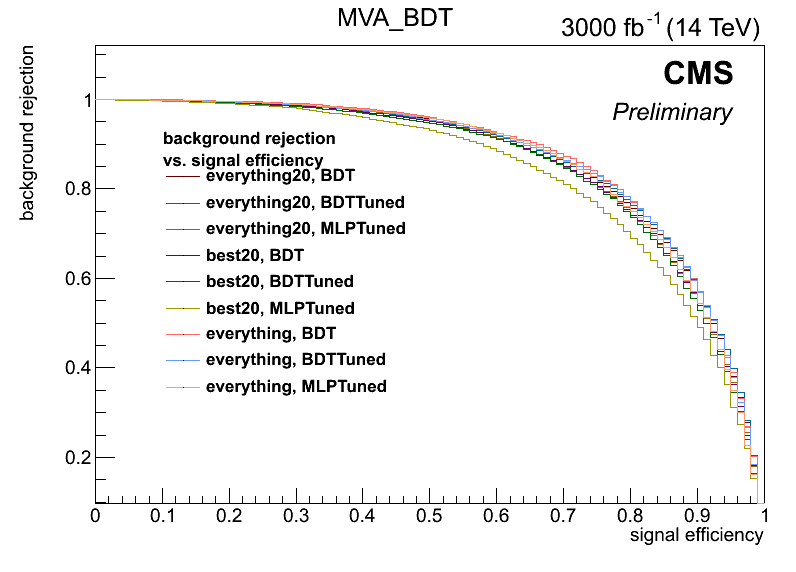 MVA_BDT
3000 fb-1 (14 TeV)
background rejection
CMS
Preliminary
1
0.8
0.6
0.4
0.2
background rejection
vs. signal efficiency
everything20, BDT
everything20, BDTTuned
everything20, MLPTuned
best20, BDT
best20, BDTTuned
best20, MLPTuned
everything, BDT
everything, BDTTuned
everything, MLPTuned
0 0.1 0.2 0.3 0.4 0.5 0.6 0.7 0.8 0.9 1
signal efficiency